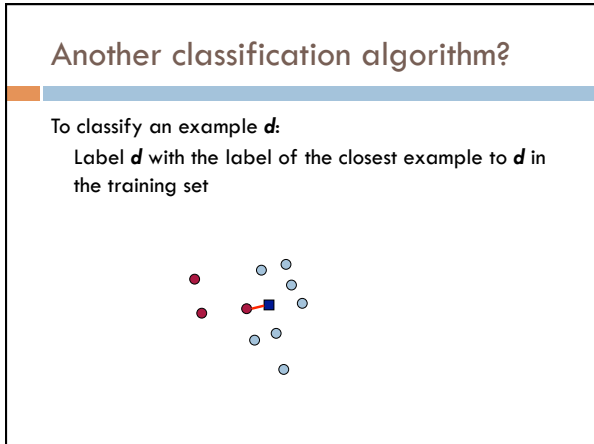 Another classification algorithm?
To classify an example d:
Label d with the label of the closest example to d in
the training set